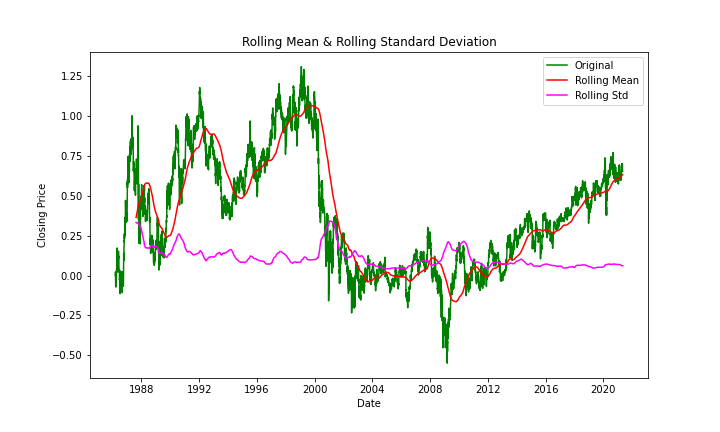 Rolling Mean & Rolling Standard Deviation
Original
Rolling Mean
Rolling Std
1.25
1.00
0.75
0.50
0.25
0.00
−0.25
−0.50
Closing Price
1988 1992 1996 2000 2004 2008 2012 2016 2020
Date